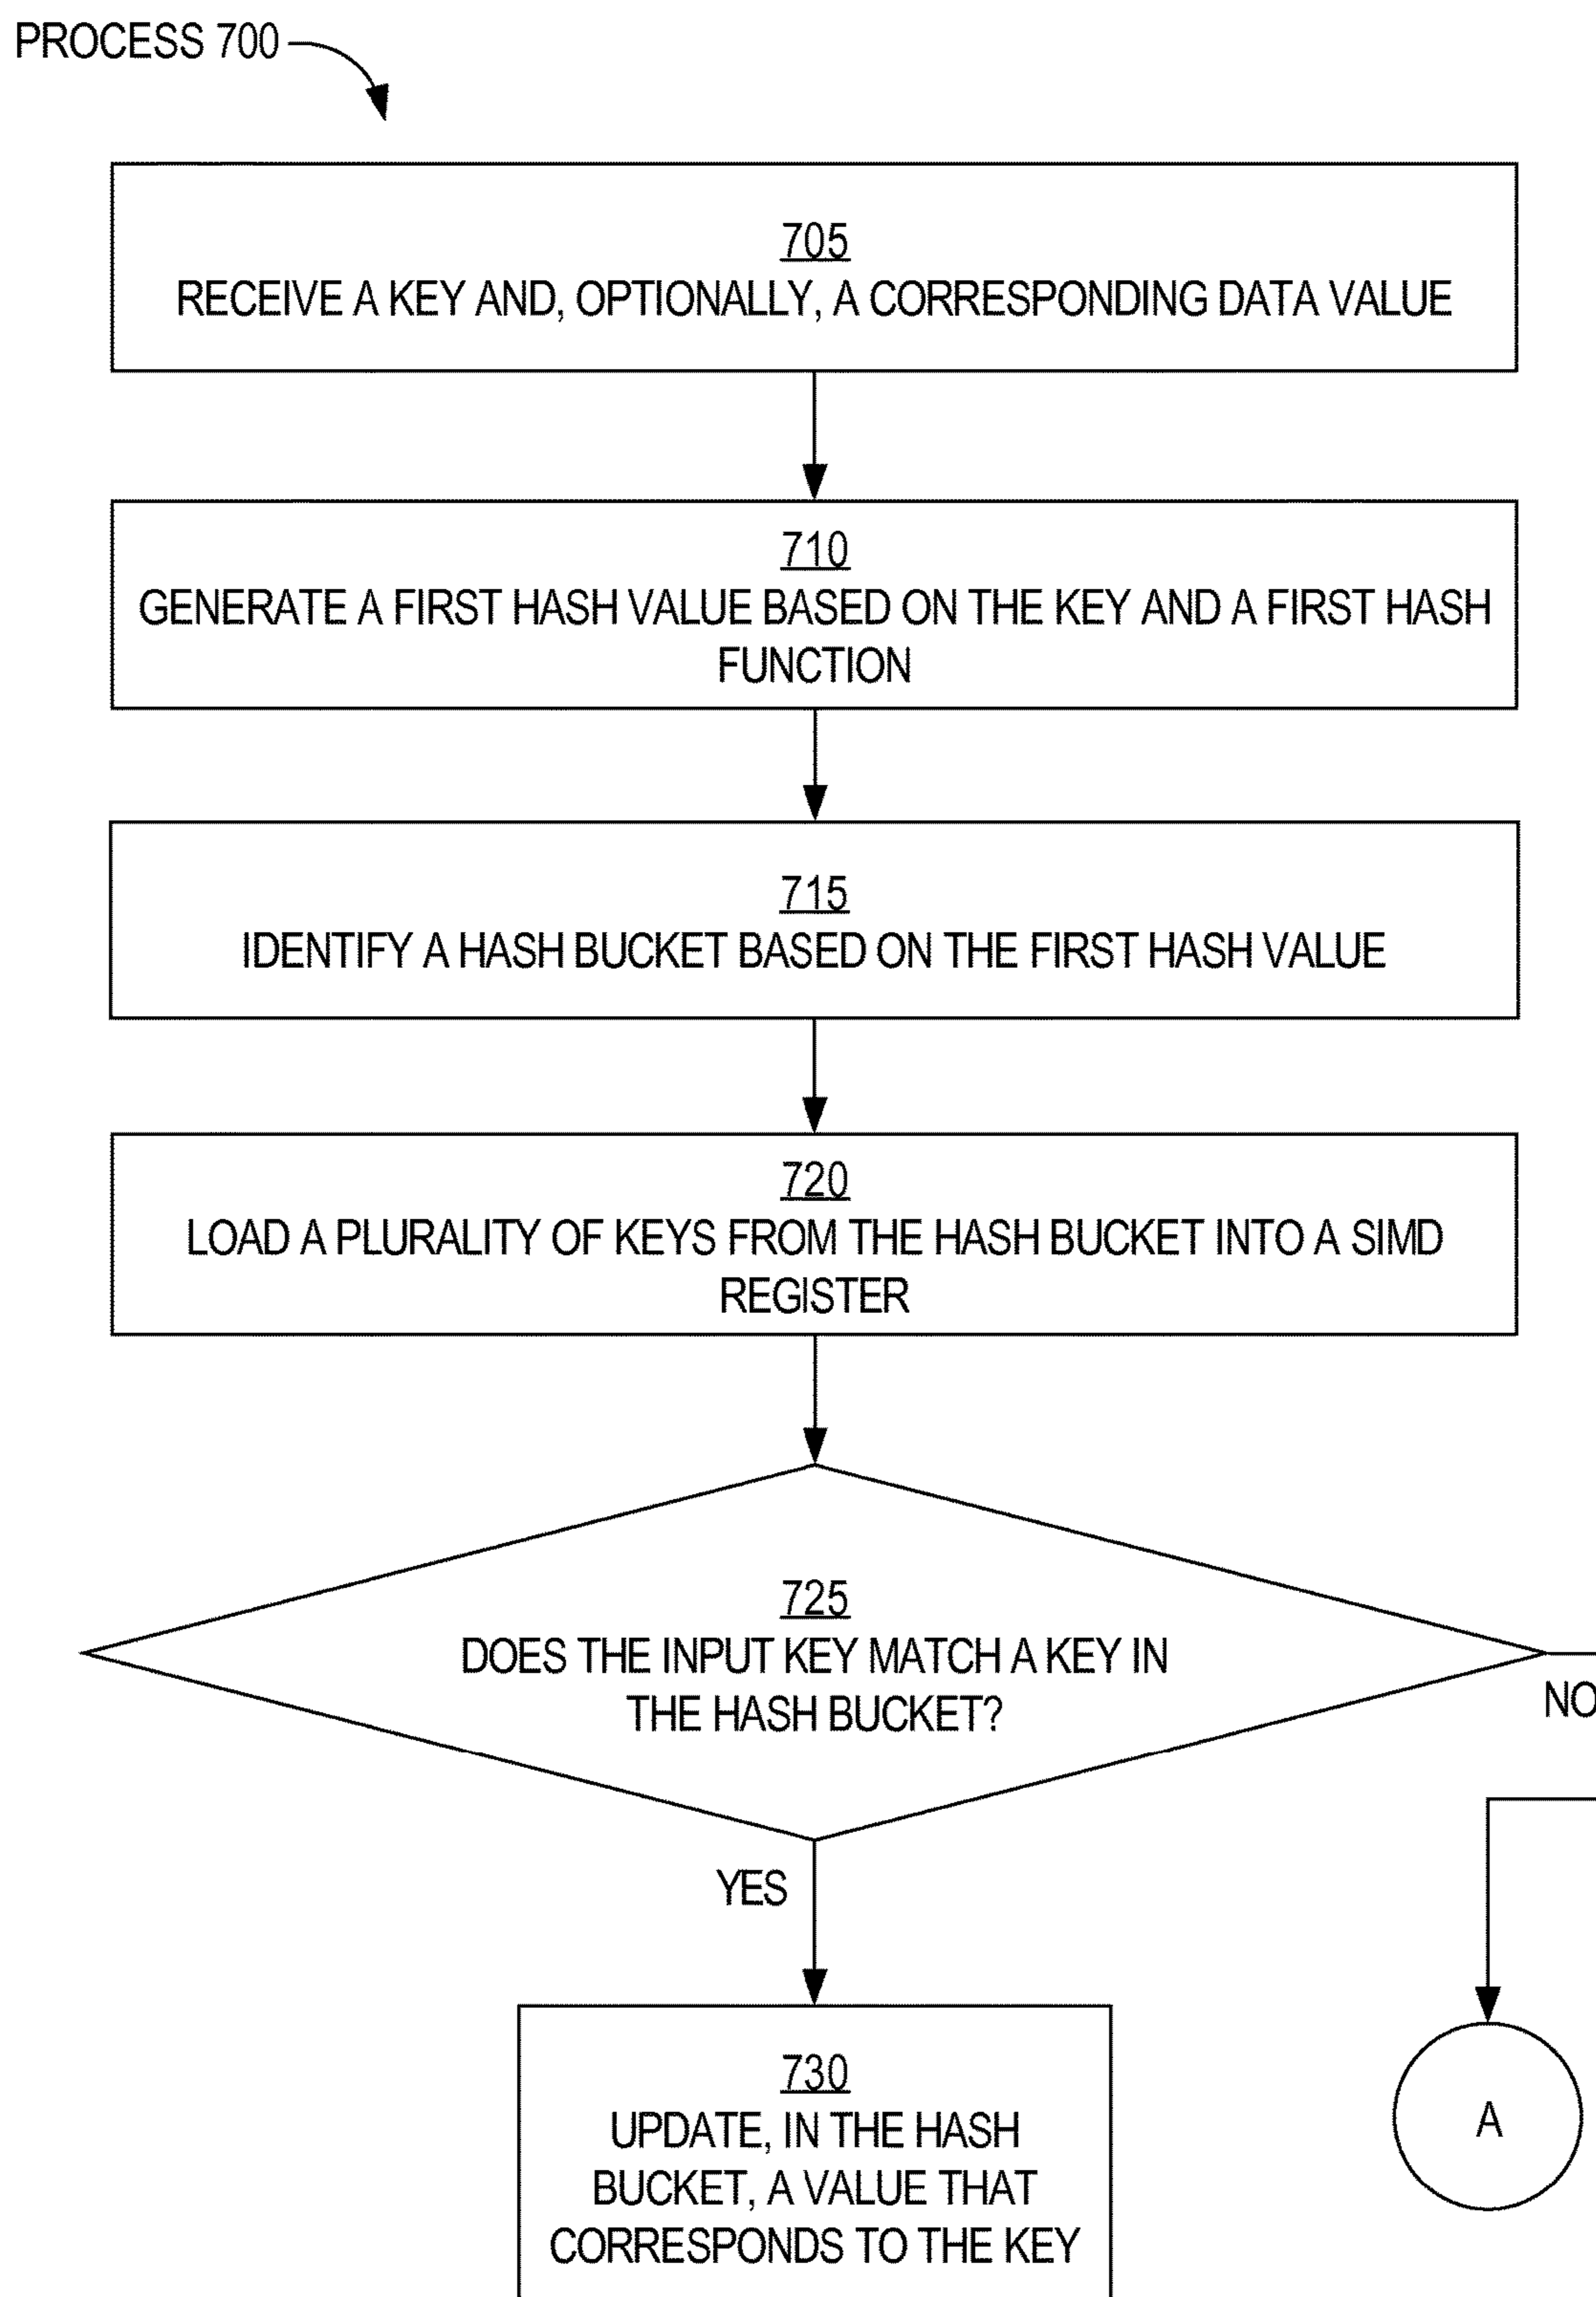 PROCESS 700
705
RECEIVE A KEY AND, OPTIONALLY, A CORRESPONDING DATA VALUE
710
GENERATE A FIRST HASH VALUE BASED ON THE KEY AND A FIRST HASH
FUNCTION
715
IDENTIFY A HASH BUCKET BASED ON THE FIRST HASH VALUE
720
LOAD A PLURALITY OF KEYS FROM THE HASH BUCKET INTO A SIMD
REGISTER
725
DOES THE INPUT KEY MATCH A KEY IN
THE HASH BUCKET?
NO
YES
730
UPDATE, IN THE HASH
BUCKET, A VALUE THAT
CORRESPONDS TO THE KEY
A